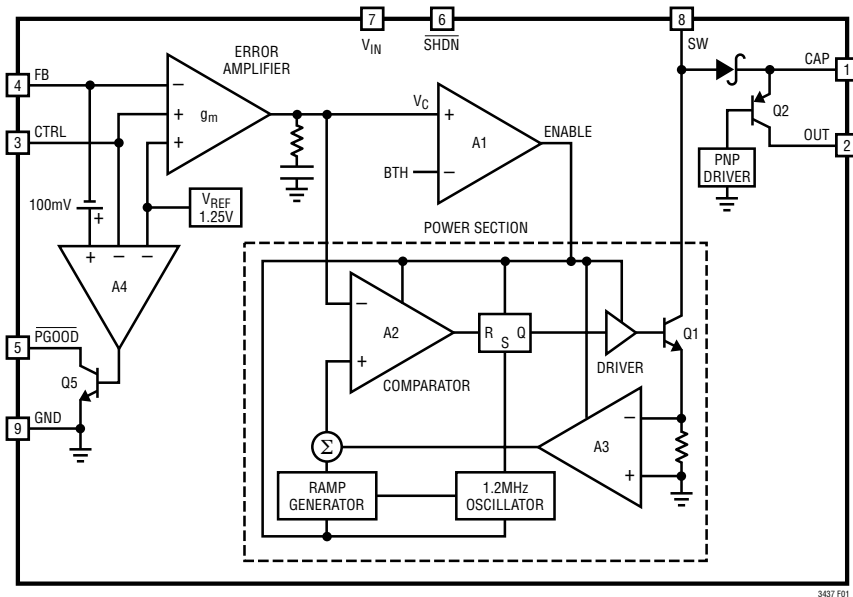 7
6
8
V_IN
S̅H̅D̅N̅
SW
ERROR
AMPLIFIER
4
FB
CAP
1
−
+
g_m
+
3
CTRL
V_C
+
A1
ENABLE
Q2
OUT
2
BTH
−
PNP
DRIVER
100mV
+
V_REF
1.25V
POWER SECTION
+
−
−
A4
−
A2
+
COMPARATOR
R
S
Q
DRIVER
Q1
P̅G̅O̅O̅D̅
5
Q5
9
GND
Σ
−
A3
+
RAMP
GENERATOR
1.2MHz
OSCILLATOR
3437 F01